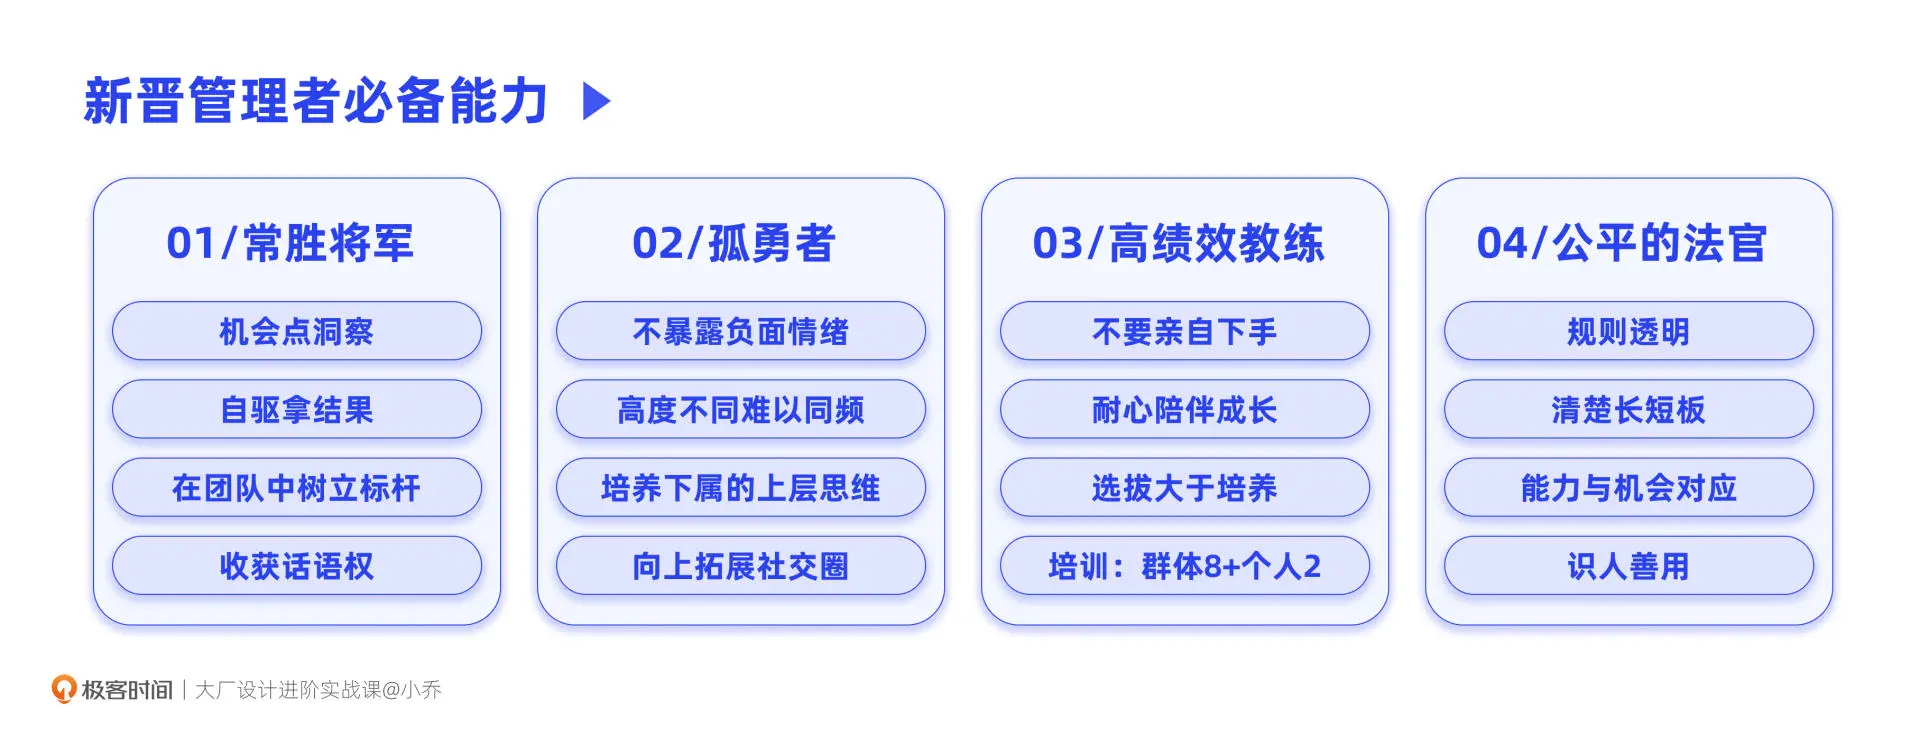 新晋管理者必备能力
01/常胜将军
机会点洞察
自驱拿结果
在团队中树立标杆
收获话语权
02/孤勇者
不暴露负面情绪
高度不同难以同频
培养下属的上层思维
向上拓展社交圈
03/高绩效教练
不要亲自下手
耐心陪伴成长
选拔大于培养
培训：群体8+个人2
04/公平的法官
规则透明
清楚长短板
能力与机会对应
识人善用
极客时间 | 大厂设计进阶实战课@小乔